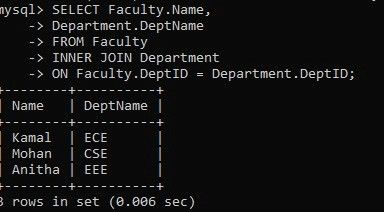 mysql> SELECT Faculty.Name,
    -> Department.DeptName
    -> FROM Faculty
    -> INNER JOIN Department
    -> ON Faculty.DeptID = Department.DeptID;
+--------+----------+
| Name   | DeptName |
+--------+----------+
| Kamal  | ECE      |
| Mohan  | CSE      |
| Anitha | EEE      |
+--------+----------+
3 rows in set (0.006 sec)